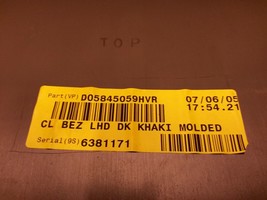 TOP
Part(VP) D05845059HVR 07/06/05
17:54.21
CL BEZ LHD DK KHAKI MOLDED
Serial(9S) 6381171